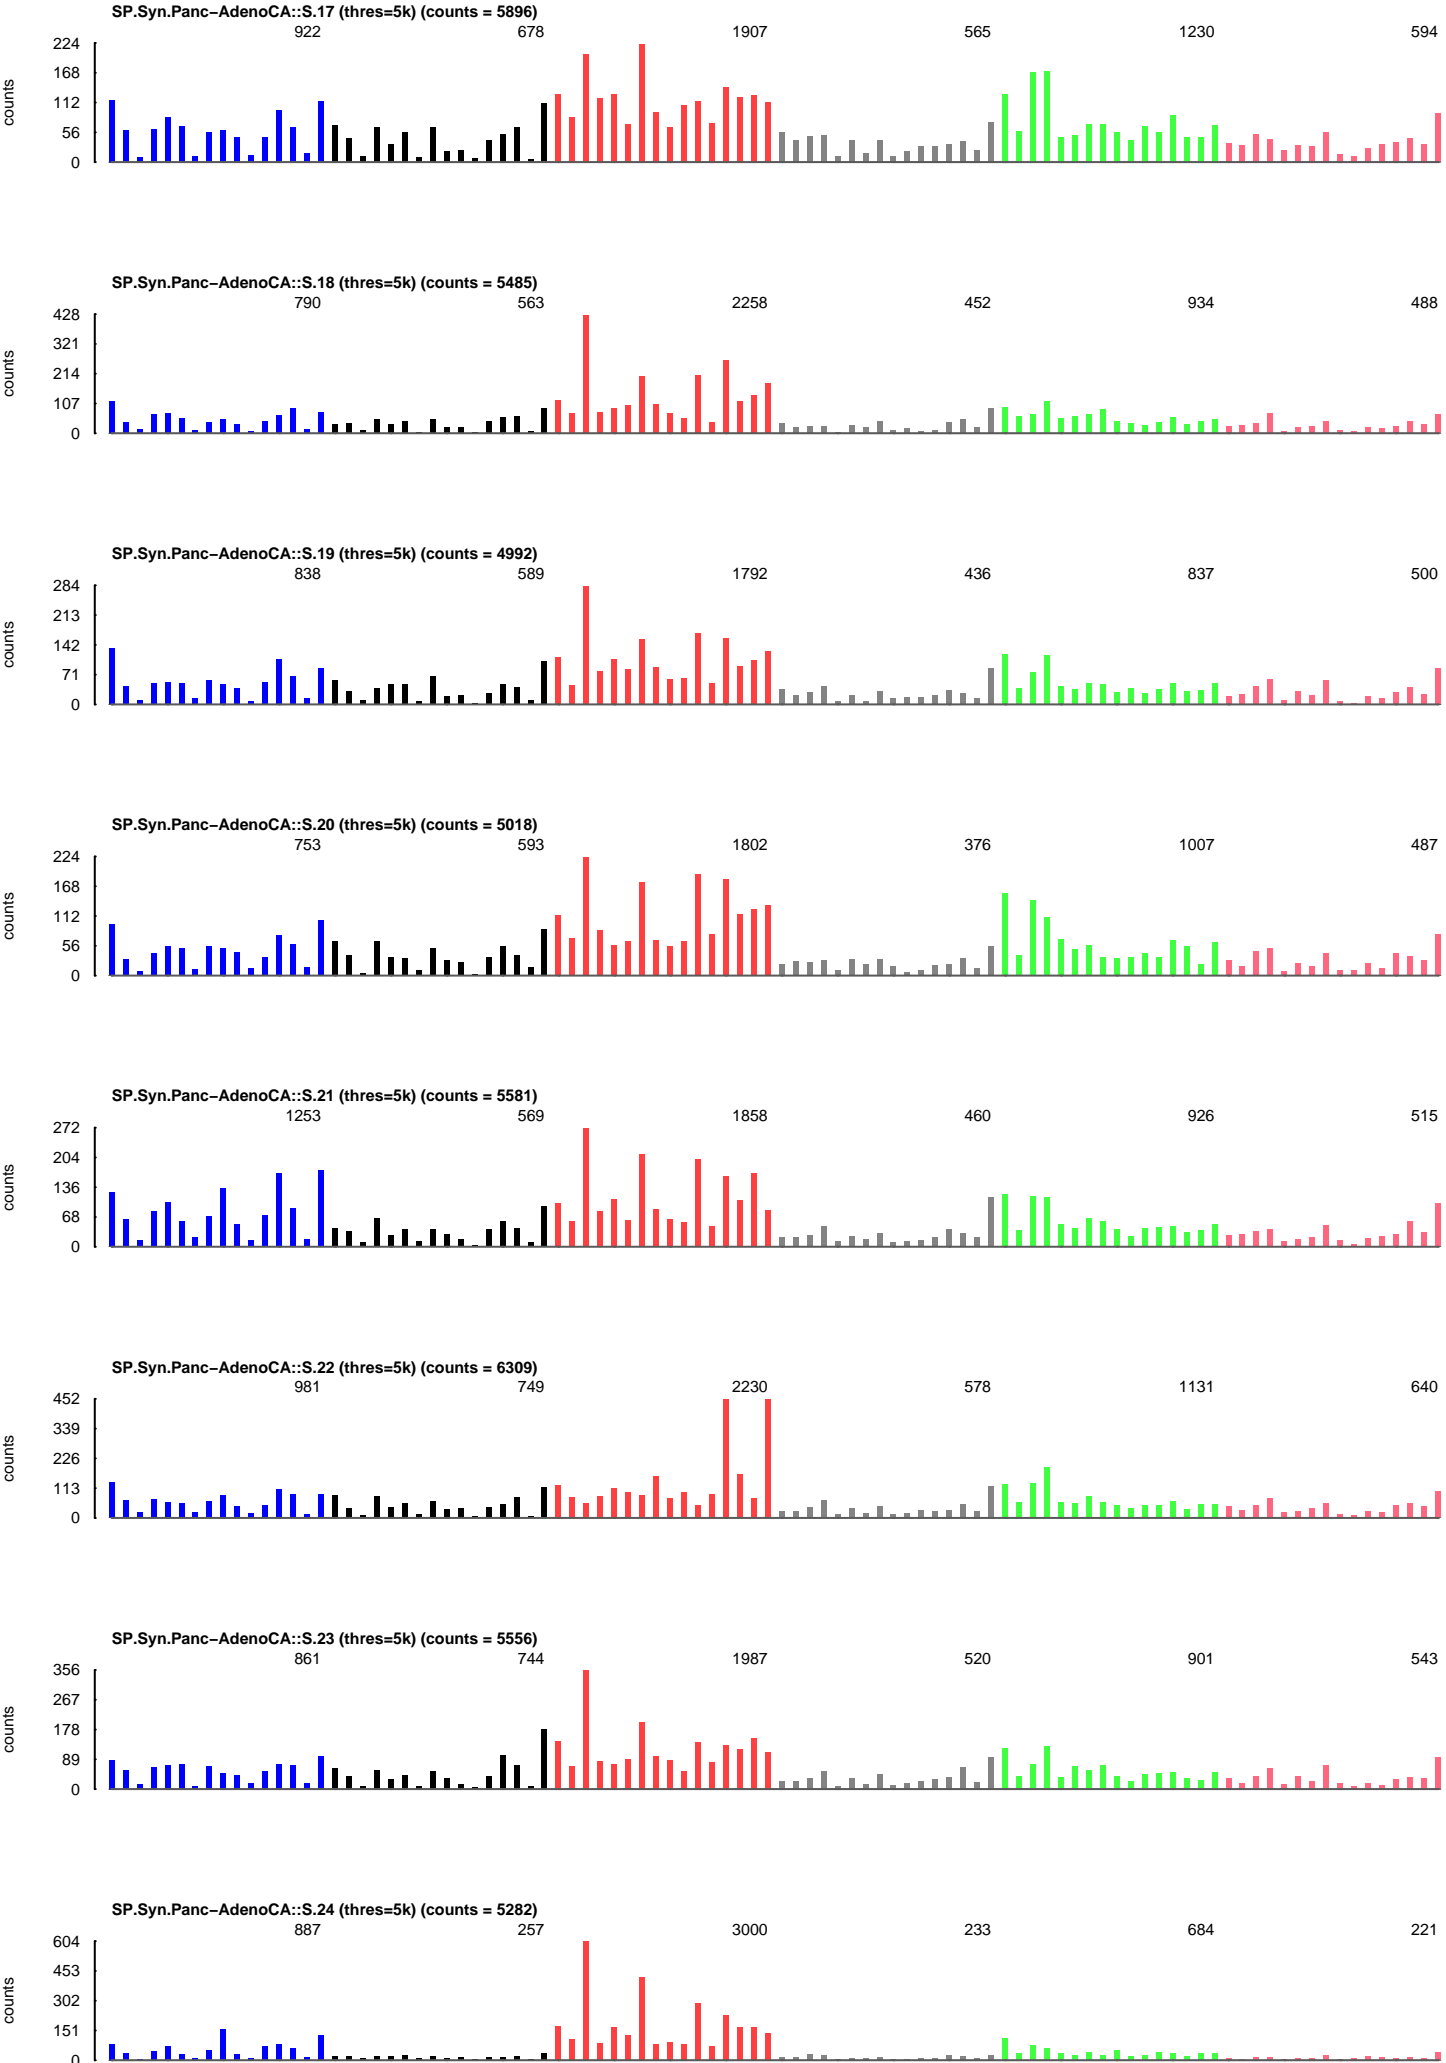 SP.Syn.Panc−AdenoCA::S.17 (thres=5k) (counts = 5896)
922 678 1907 565 1230 594
224
168
112
56
0
counts
SP.Syn.Panc−AdenoCA::S.18 (thres=5k) (counts = 5485)
790 563 2258 452 934 488
428
321
214
107
0
counts
SP.Syn.Panc−AdenoCA::S.19 (thres=5k) (counts = 4992)
838 589 1792 436 837 500
284
213
142
71
0
counts
SP.Syn.Panc−AdenoCA::S.20 (thres=5k) (counts = 5018)
753 593 1802 376 1007 487
224
168
112
56
0
counts
SP.Syn.Panc−AdenoCA::S.21 (thres=5k) (counts = 5581)
1253 569 1858 460 926 515
272
204
136
68
0
counts
SP.Syn.Panc−AdenoCA::S.22 (thres=5k) (counts = 6309)
981 749 2230 578 1131 640
452
339
226
113
0
counts
SP.Syn.Panc−AdenoCA::S.23 (thres=5k) (counts = 5556)
861 744 1987 520 901 543
356
267
178
89
0
counts
SP.Syn.Panc−AdenoCA::S.24 (thres=5k) (counts = 5282)
887 257 3000 233 684 221
604
453
302
151
0
counts